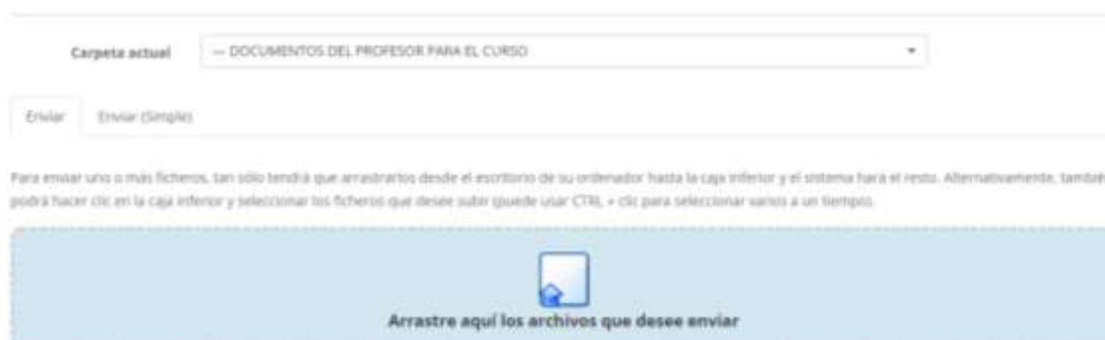 Carpeta actual
— DOCUMENTOS DEL PROFESOR PARA EL CURSO
Enviar Enviar (Simple)
Para enviar uno o más ficheros, tan sólo tendrá que arrastrarlos desde el escritorio de su ordenador hasta la caja inferior y el sistema hará el resto. Alternativamente, también
podrá hacer clic en la caja inferior y seleccionar los ficheros que desee subir (puede usar CTRL + clic para seleccionar varios a un tiempo).
Arrastre aquí los archivos que desee enviar